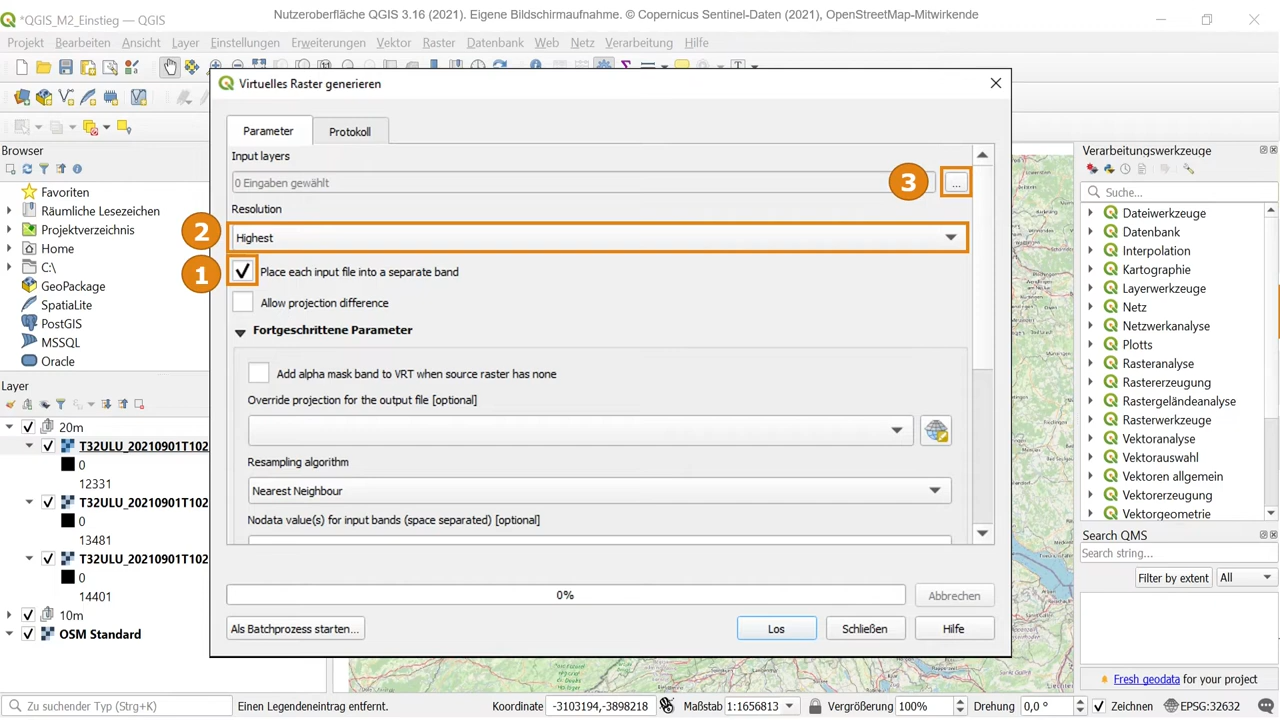 Nutzeroberfläche QGIS 3.16 (2021). Eigene Bildschirmaufnahme. © Copernicus Sentinel-Daten (2021), OpenStreetMap-Mitwirkende
*QGIS_M2_Einstieg — QGIS
Projekt Bearbeiten Ansicht Layer Einstellungen Erweiterungen Vektor Raster Datenbank Web Netz Verarbeitung Hilfe
Virtuelles Raster generieren
Parameter Protokoll
Input layers
0 Eingaben gewählt
3 ...
Resolution
2 Highest
1 Place each input file into a separate band
Allow projection difference
Fortgeschrittene Parameter
Add alpha mask band to VRT when source raster has none
Override projection for the output file [optional]
Resampling algorithm
Nearest Neighbour
Nodata value(s) for input bands (space separated) [optional]
0%
Abbrechen
Als Batchprozess starten...
Los
Schließen
Hilfe
Browser
Favoriten
Räumliche Lesezeichen
Projektverzeichnis
Home
C:\
GeoPackage
SpatiaLite
PostGIS
MSSQL
Oracle
Layer
20m
T32ULU_20210901T102
0
12331
T32ULU_20210901T102
0
13481
T32ULU_20210901T102
0
14401
10m
OSM Standard
Verarbeitungswerkzeuge
Suche...
Dateiwerkzeuge
Datenbank
Interpolation
Kartographie
Layerwerkzeuge
Netz
Netzwerkanalyse
Plotts
Rasteranalyse
Rastererzeugung
Rastergeländeanalyse
Rasterwerkzeuge
Vektoranalyse
Vektorauswahl
Vektoren allgemein
Vektorerzeugung
Vektorgeometrie
Search QMS
Search string...
Filter by extent All
Fresh geodata for your project
Zu suchender Typ (Strg+K)
Einen Legendeneintrag entfernt.
Koordinate -3103194,-3898218
Maßstab 1:1656813
Vergrößerung 100%
Drehung 0,0 °
Zeichnen
EPSG:32632